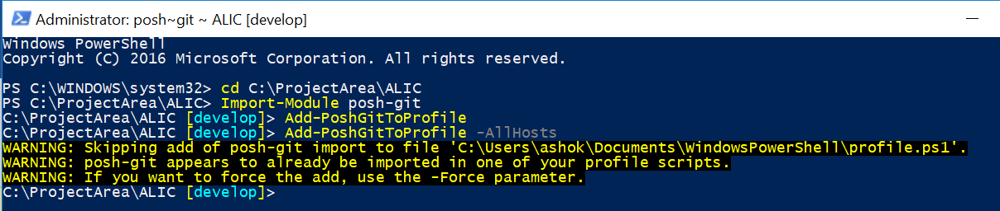 Administrator: posh~git ~ ALIC [develop]
Windows PowerShell
Copyright (C) 2016 Microsoft Corporation. All rights reserved.
PS C:\WINDOWS\system32> cd C:\ProjectArea\ALIC
PS C:\ProjectArea\ALIC> Import-Module posh-git
C:\ProjectArea\ALIC [develop]> Add-PoshGitToProfile
C:\ProjectArea\ALIC [develop]> Add-PoshGitToProfile -AllHosts
WARNING: Skipping add of posh-git import to file 'C:\Users\ashok\Documents\WindowsPowerShell\profile.ps1'.
WARNING: posh-git appears to already be imported in one of your profile scripts.
WARNING: If you want to force the add, use the -Force parameter.
C:\ProjectArea\ALIC [develop]>